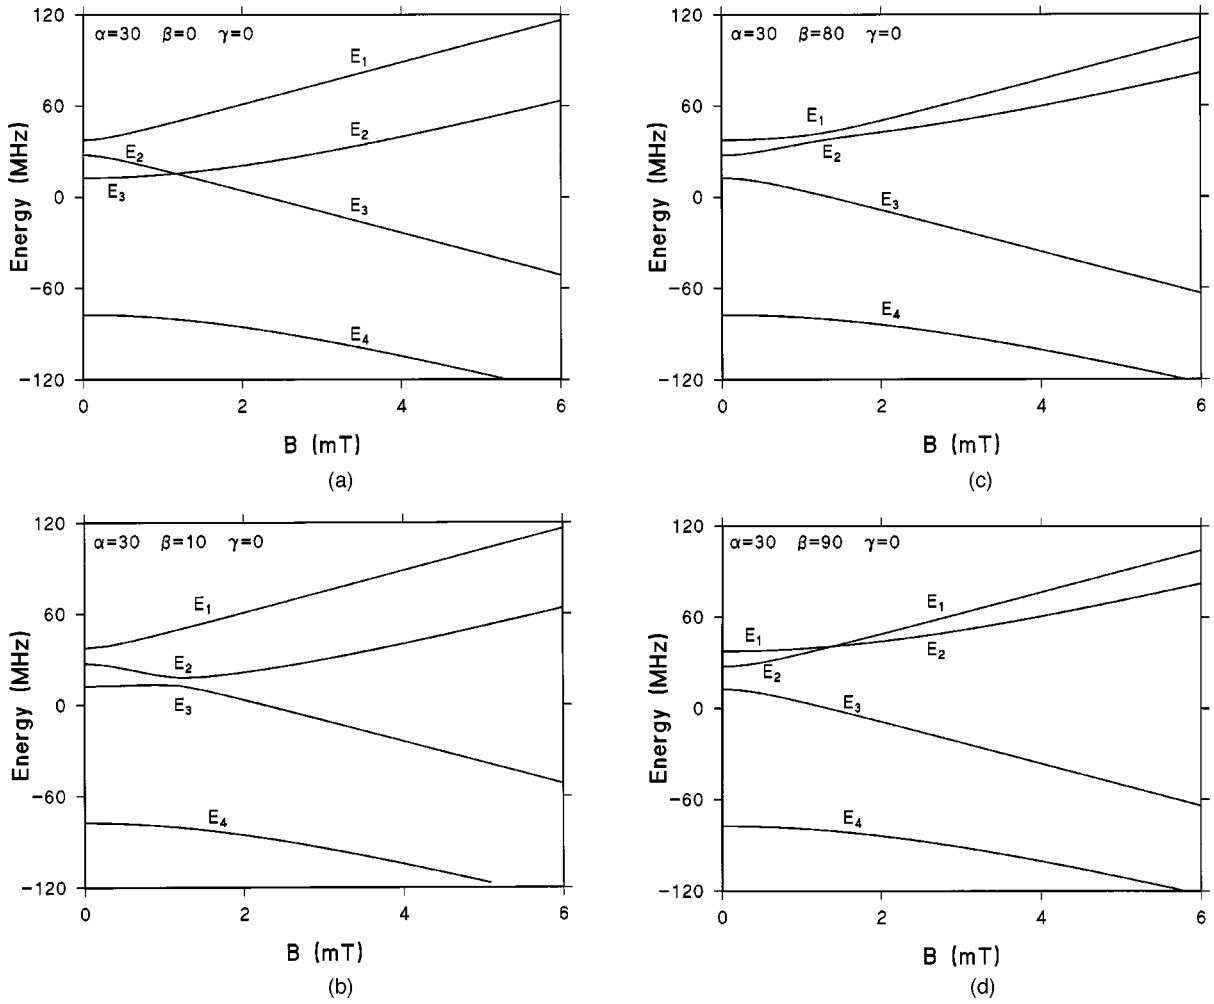 120
60
0
−60
−120
Energy (MHz)
α=30 β=0 γ=0
E1
E2
E2
E3
E3
E4
0 2 4 6
B (mT)
(a)
120
60
0
−60
−120
Energy (MHz)
α=30 β=80 γ=0
E1
E2
E3
E4
0 2 4 6
B (mT)
(c)
120
60
0
−60
−120
Energy (MHz)
α=30 β=10 γ=0
E1
E2
E3
E4
0 2 4 6
B (mT)
(b)
120
60
0
−60
−120
Energy (MHz)
α=30 β=90 γ=0
E1
E1
E2
E2
E3
E4
0 2 4 6
B (mT)
(d)